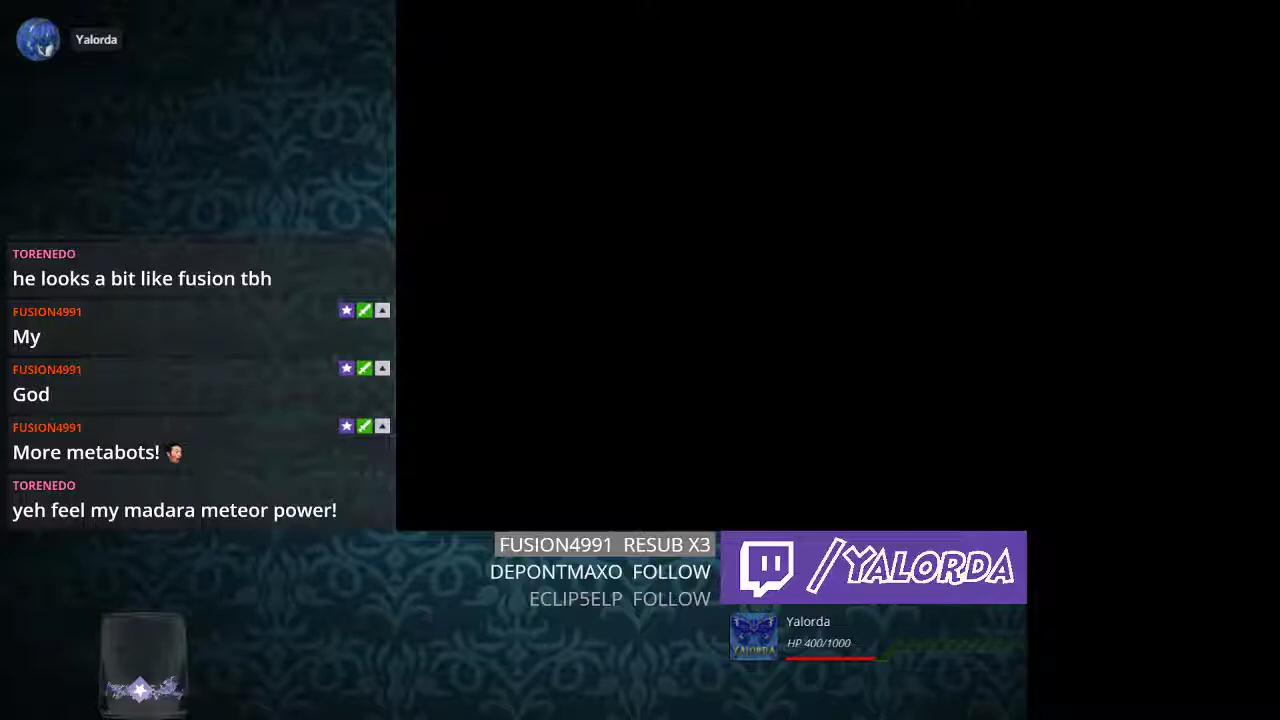 Yalorda
TORENEDO
he looks a bit like fusion tbh
FUSION4991
My
FUSION4991
God
FUSION4991
More metabots!
TORENEDO
yeh feel my madara meteor power!
FUSION4991 RESUB X3
DEPONTMAXO FOLLOW
ECLIP5ELP FOLLOW
/YALORDA
Yalorda
HP 400/1000
YALORDA